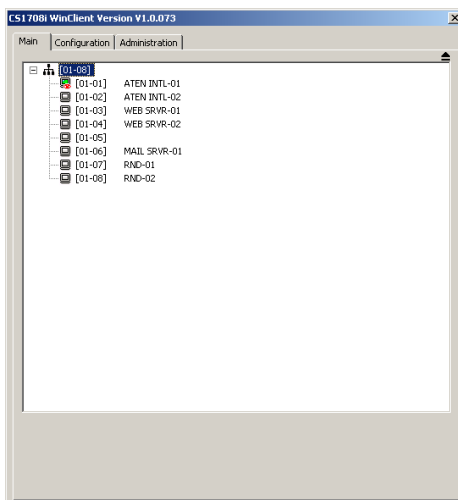 CS1708i WinClient Version V1.0.073
Main Configuration Administration
[01-08]
[01-01] ATEN INTL-01
[01-02] ATEN INTL-02
[01-03] WEB SRVR-01
[01-04] WEB SRVR-02
[01-05]
[01-06] MAIL SRVR-01
[01-07] RND-01
[01-08] RND-02